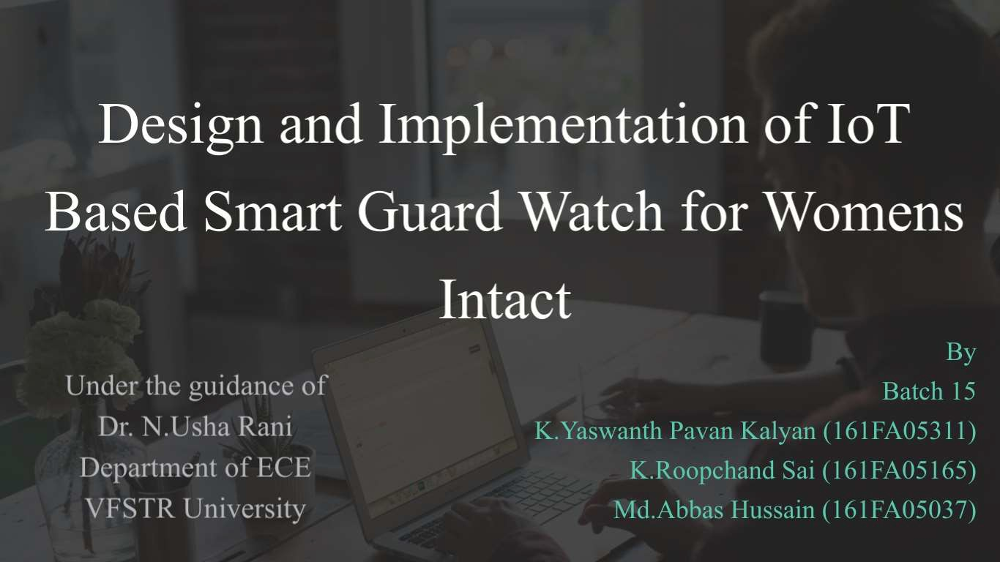 Design and Implementation of IoT
Based Smart Guard Watch for Womens
Intact
Under the guidance of
Dr. N.Usha Rani
Department of ECE
VFSTR University
By
Batch 15
K.Yaswanth Pavan Kalyan (161FA05311)
K.Roopchand Sai (161FA05165)
Md.Abbas Hussain (161FA05037)